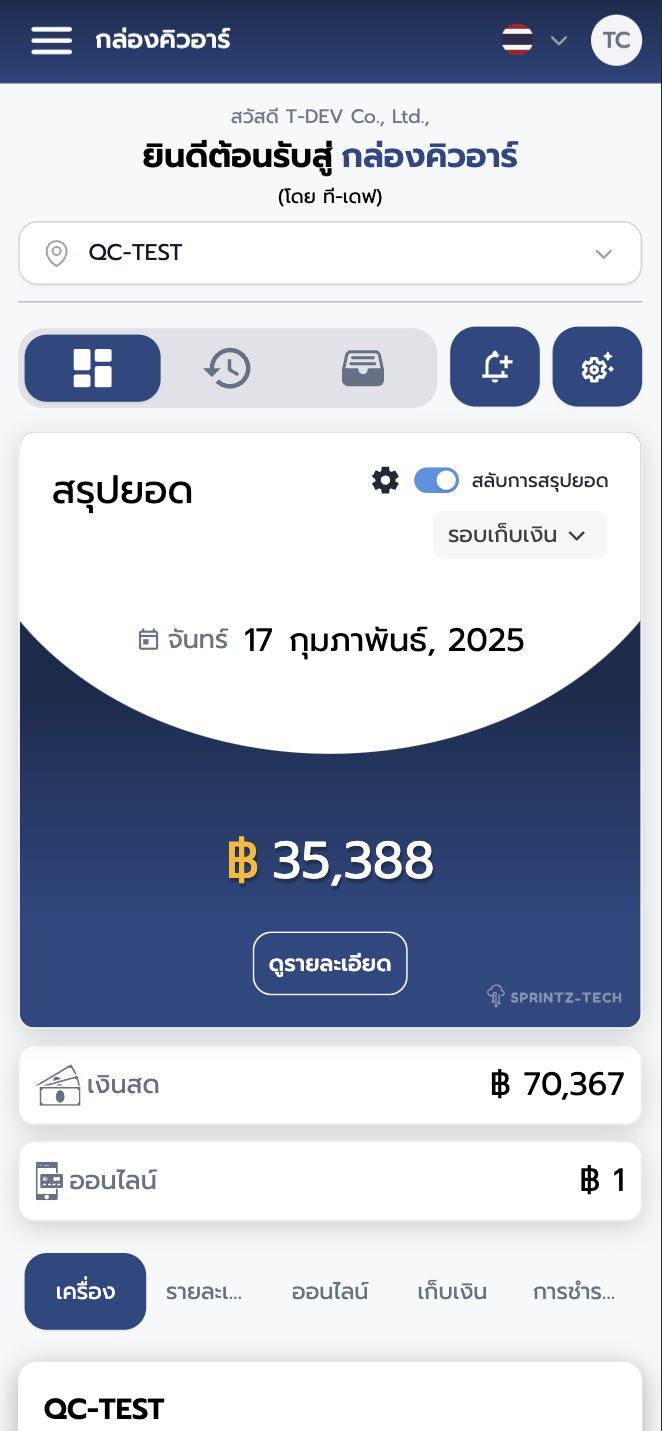 กล่องคิวอาร์
TC
สวัสดี T-DEV Co., Ltd.,
ยินดีต้อนรับสู่ กล่องคิวอาร์
(โดย ที-เดฟ)
QC-TEST
สรุปยอด
สลับการสรุปยอด
รอบเก็บเงิน
จันทร์ 17 กุมภาพันธ์, 2025
฿ 35,388
ดูรายละเอียด
SPRINTZ-TECH
เงินสด ฿ 70,367
ออนไลน์ ฿ 1
เครื่อง รายละเ... ออนไลน์ เก็บเงิน การชำร...
QC-TEST